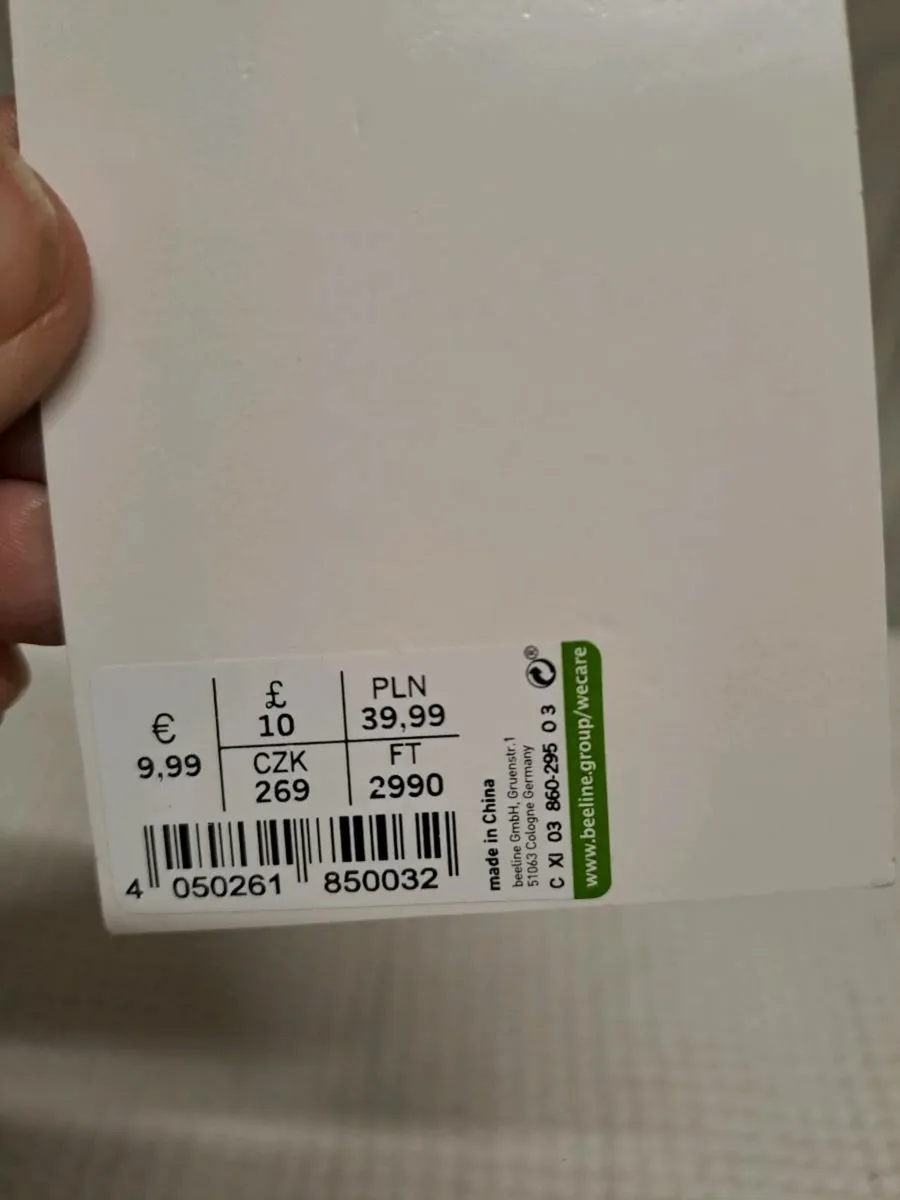 €
9,99
£
10
PLN
39,99
CZK
269
FT
2990
4 050261 850032
made in China
beeline GmbH, Gruenstr.1
51063 Cologne Germany
C XI 03 860-295 0 3 ®
www.beeline.group/wecare